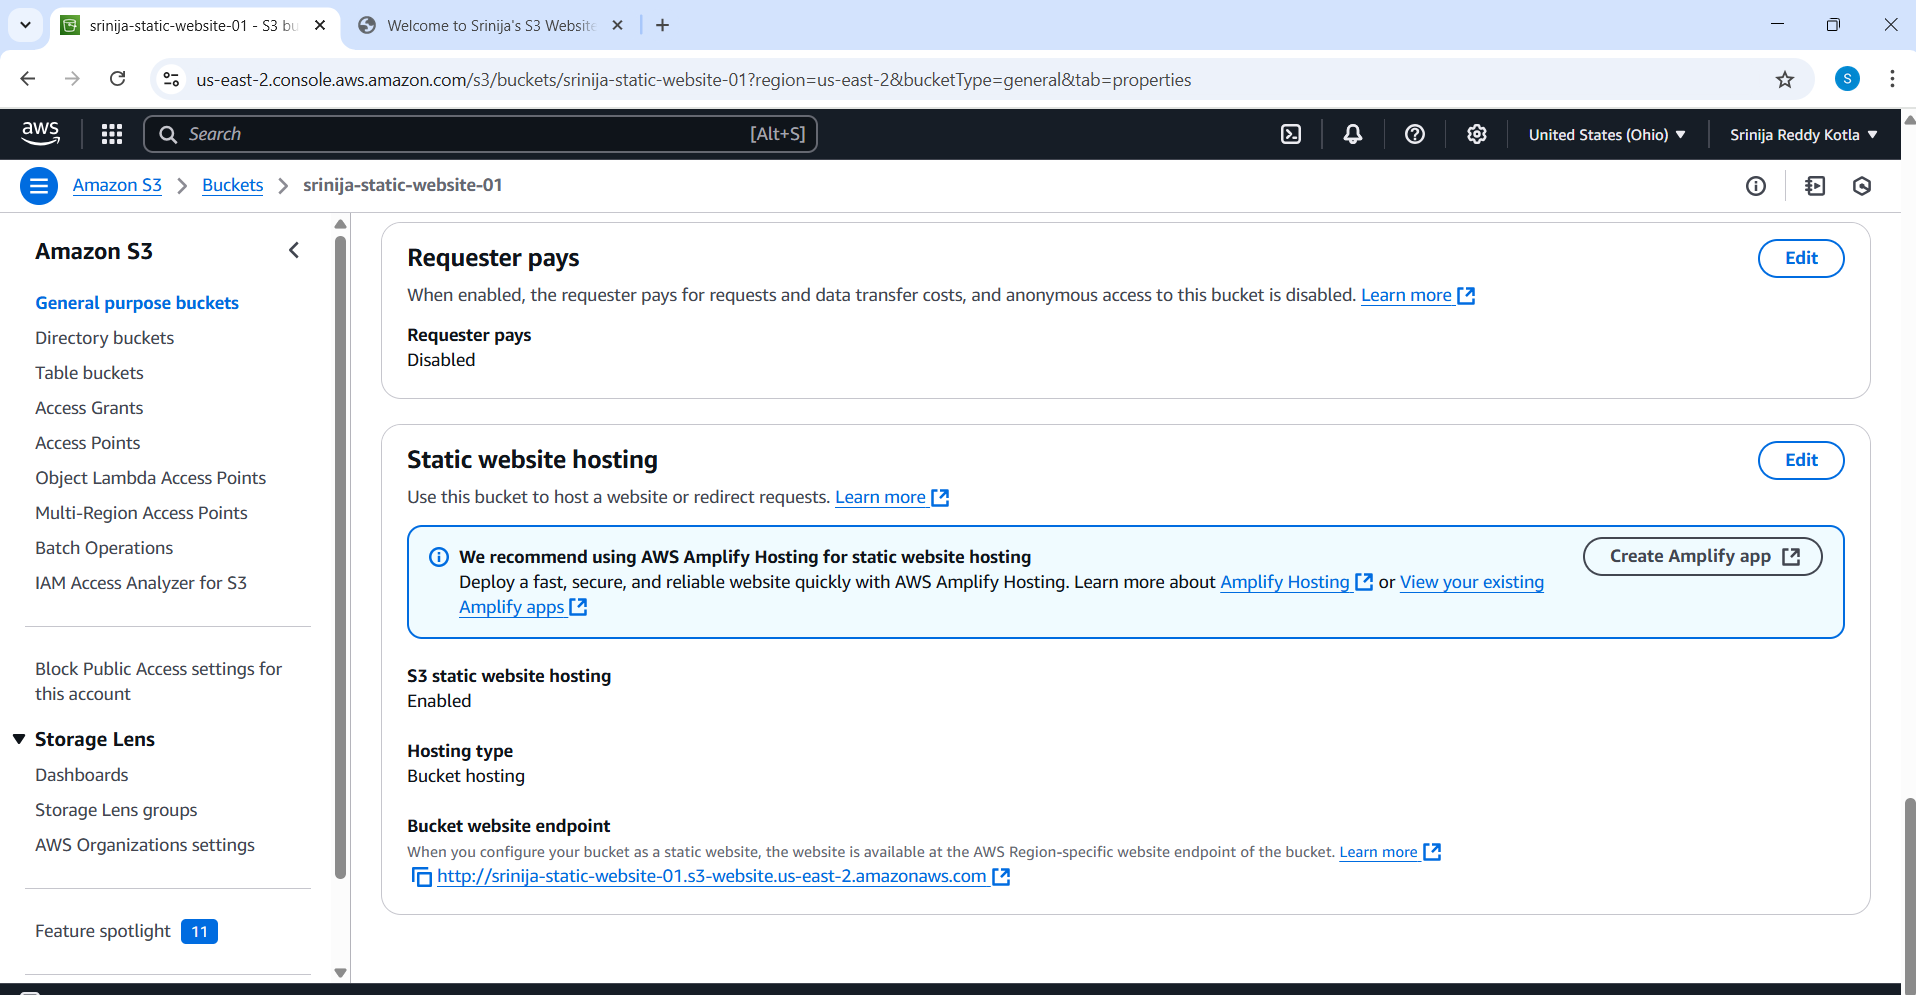 srinija-static-website-01 - S3 bu
Welcome to Srinija's S3 Website
us-east-2.console.aws.amazon.com/s3/buckets/srinija-static-website-01?region=us-east-2&bucketType=general&tab=properties
S
aws
Search
[Alt+S]
United States (Ohio)
Srinija Reddy Kotla
Amazon S3
Buckets
srinija-static-website-01
Amazon S3
General purpose buckets
Directory buckets
Table buckets
Access Grants
Access Points
Object Lambda Access Points
Multi-Region Access Points
Batch Operations
IAM Access Analyzer for S3
Block Public Access settings for
this account
Storage Lens
Dashboards
Storage Lens groups
AWS Organizations settings
Feature spotlight 11
Requester pays
Edit
When enabled, the requester pays for requests and data transfer costs, and anonymous access to this bucket is disabled. Learn more
Requester pays
Disabled
Static website hosting
Edit
Use this bucket to host a website or redirect requests. Learn more
We recommend using AWS Amplify Hosting for static website hosting
Deploy a fast, secure, and reliable website quickly with AWS Amplify Hosting. Learn more about Amplify Hosting or View your existing
Amplify apps
Create Amplify app
S3 static website hosting
Enabled
Hosting type
Bucket hosting
Bucket website endpoint
When you configure your bucket as a static website, the website is available at the AWS Region-specific website endpoint of the bucket. Learn more
http://srinija-static-website-01.s3-website.us-east-2.amazonaws.com